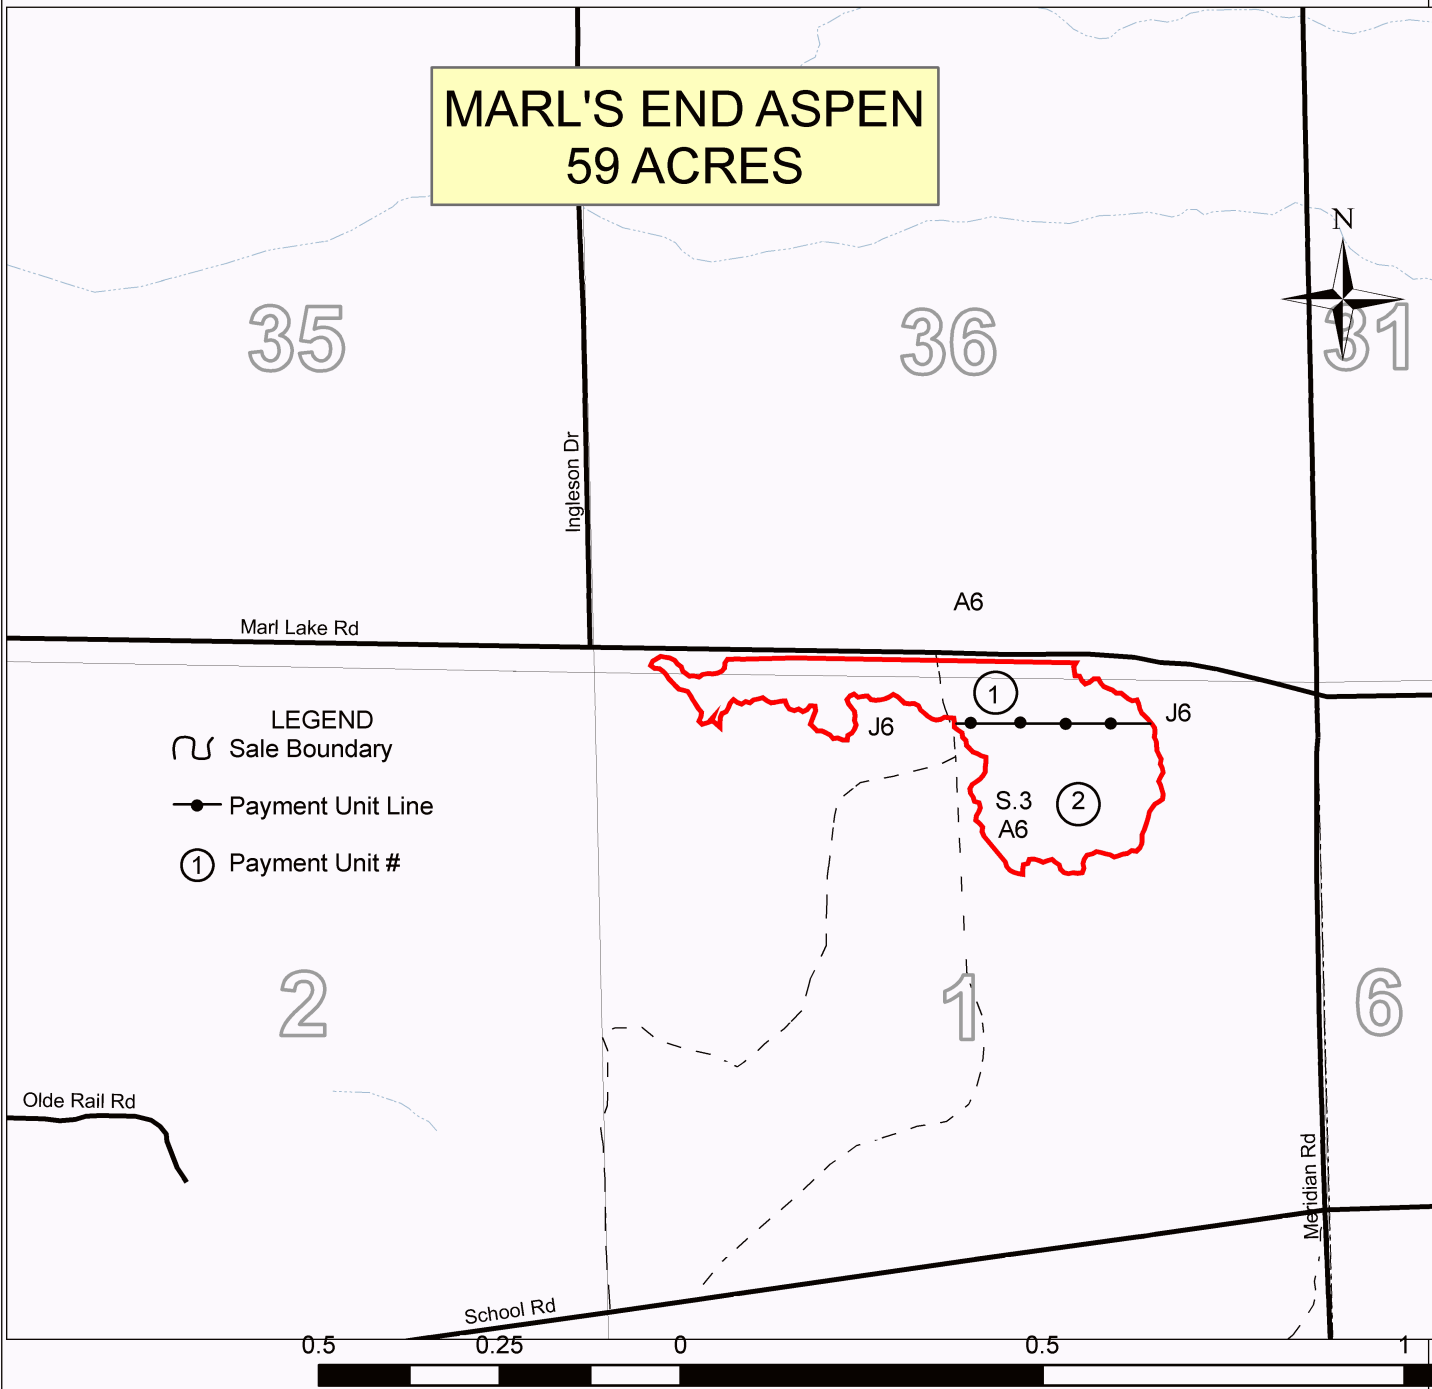 MARL'S END ASPEN
59 ACRES
N
35
36
31
Ingleson Dr
A6
Marl Lake Rd
1
J6
J6
LEGEND
Sale Boundary
Payment Unit Line
1 Payment Unit #
S.3
2
A6
2
1
6
Olde Rail Rd
Meridian Rd
School Rd
0.5 0.25 0 0.5 1